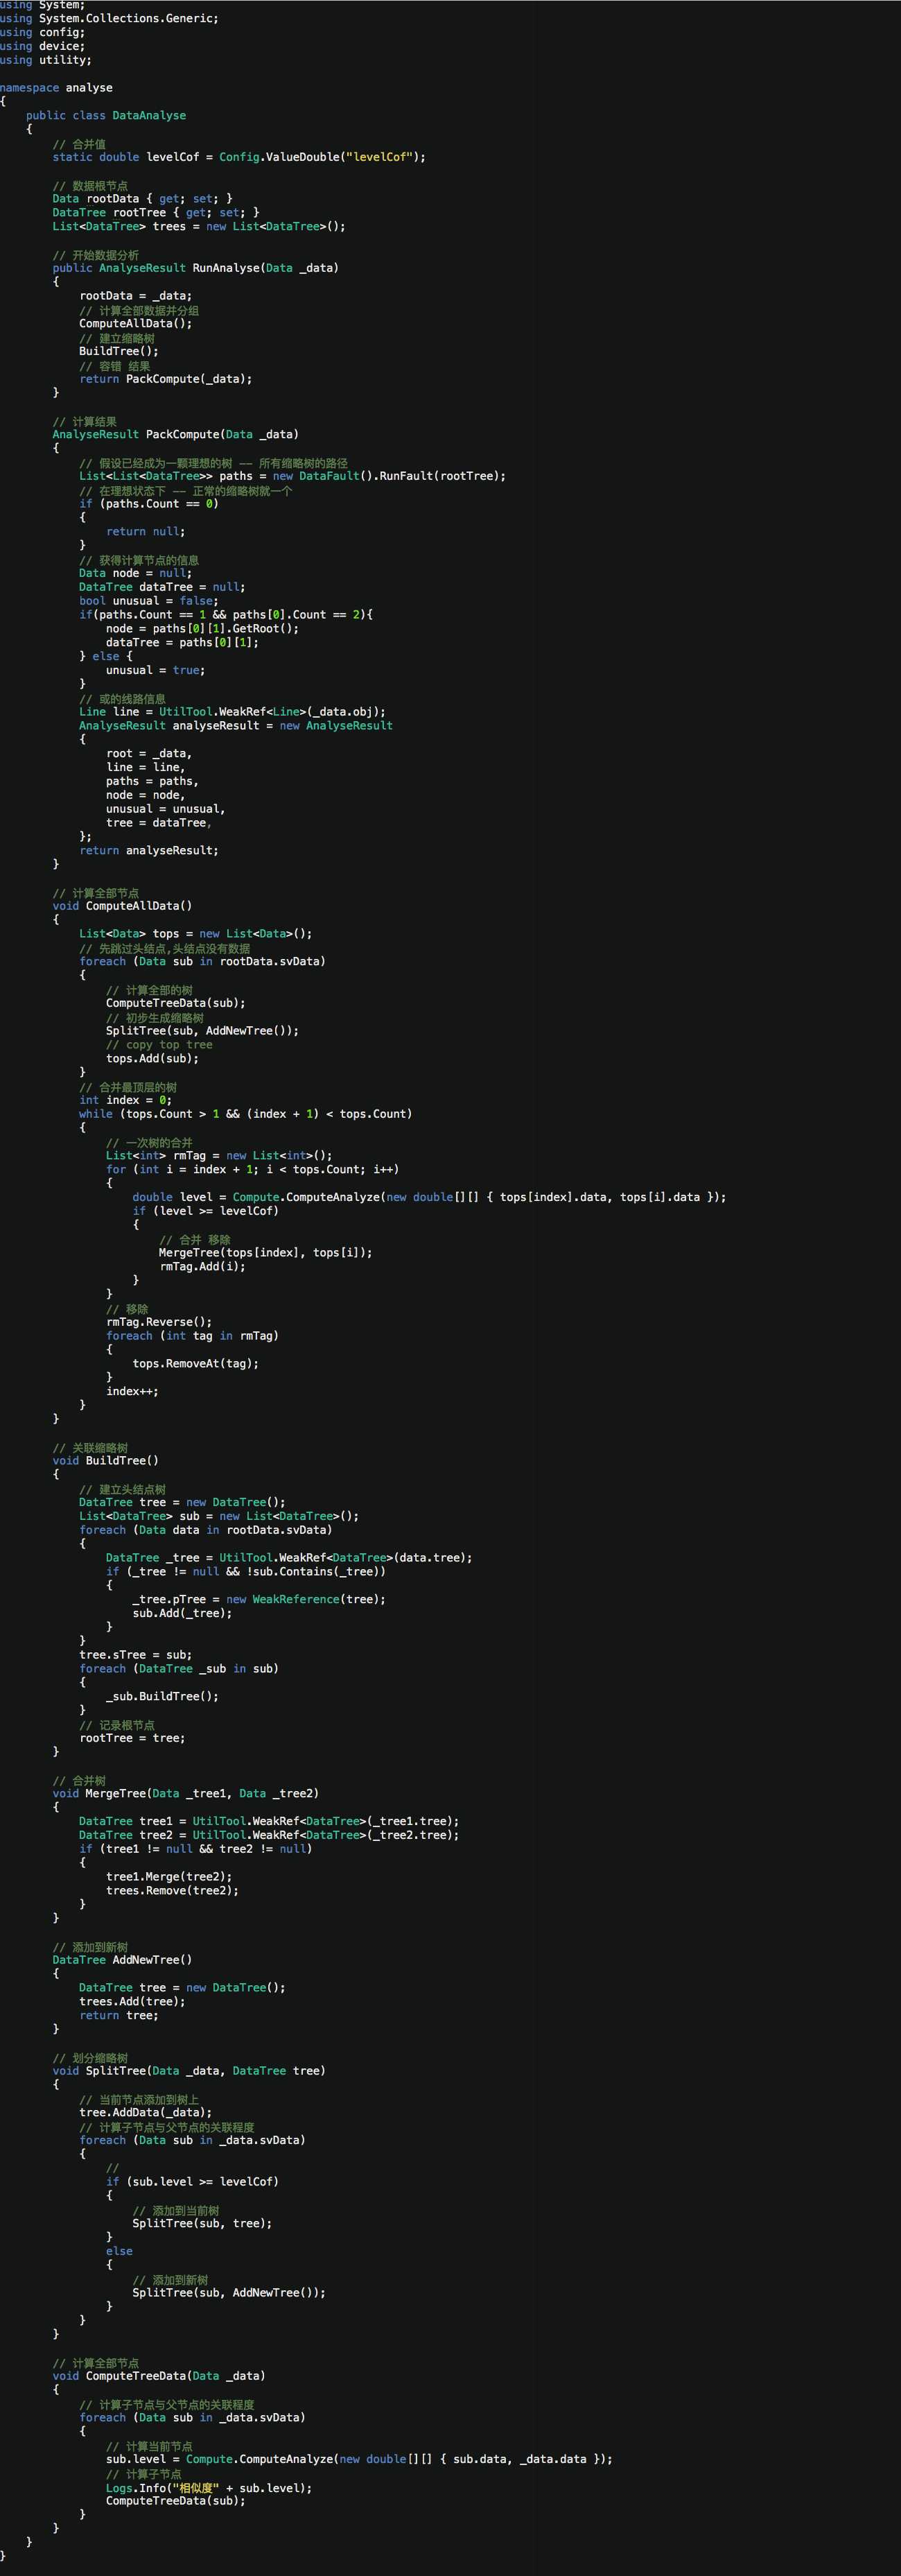 using System;
using System.Collections.Generic;
using config;
using device;
using utility;

namespace analyse
{
    public class DataAnalyse
    {
        // 合并值
        static double levelCof = Config.ValueDouble("levelCof");

        // 数据根节点
        Data rootData { get; set; }
        DataTree rootTree { get; set; }
        List<DataTree> trees = new List<DataTree>();

        // 开始数据分析
        public AnalyseResult RunAnalyse(Data _data)
        {
            rootData = _data;
            // 计算全部数据并分组
            ComputeAllData();
            // 建立缩略树
            BuildTree();
            // 容错 结果
            return PackCompute(_data);
        }

        // 计算结果
        AnalyseResult PackCompute(Data _data)
        {
            // 假设已经成为一颗理想的树 —— 所有缩略树的路径
            List<List<DataTree>> paths = new DataFault().RunFault(rootTree);
            // 在理想状态下 —— 正常的缩略树就一个
            if (paths.Count == 0)
            {
                return null;
            }
            // 获得计算节点的信息
            Data node = null;
            DataTree dataTree = null;
            bool unusual = false;
            if(paths.Count == 1 && paths[0].Count == 2){
                node = paths[0][1].GetRoot();
                dataTree = paths[0][1];
            } else {
                unusual = true;
            }
            // 或的线路信息
            Line line = UtilTool.WeakRef<Line>(_data.obj);
            AnalyseResult analyseResult = new AnalyseResult
            {
                root = _data,
                line = line,
                paths = paths,
                node = node,
                unusual = unusual,
                tree = dataTree,
            };
            return analyseResult;
        }

        // 计算全部节点
        void ComputeAllData()
        {
            List<Data> tops = new List<Data>();
            // 先跳过头结点,头结点没有数据
            foreach (Data sub in rootData.svData)
            {
                // 计算全部的树
                ComputeTreeData(sub);
                // 初步生成缩略树
                SplitTree(sub, AddNewTree());
                // copy top tree
                tops.Add(sub);
            }
            // 合并最顶层的树
            int index = 0;
            while (tops.Count > 1 && (index + 1) < tops.Count)
            {
                // 一次树的合并
                List<int> rmTag = new List<int>();
                for (int i = index + 1; i < tops.Count; i++)
                {
                    double level = Compute.ComputeAnalyze(new double[][] { tops[index].data, tops[i].data });
                    if (level >= levelCof)
                    {
                        // 合并 移除
                        MergeTree(tops[index], tops[i]);
                        rmTag.Add(i);
                    }
                }
                // 移除
                rmTag.Reverse();
                foreach (int tag in rmTag)
                {
                    tops.RemoveAt(tag);
                }
                index++;
            }
        }

        // 关联缩略树
        void BuildTree()
        {
            // 建立头结点树
            DataTree tree = new DataTree();
            List<DataTree> sub = new List<DataTree>();
            foreach (Data data in rootData.svData)
            {
                DataTree _tree = UtilTool.WeakRef<DataTree>(data.tree);
                if (_tree != null && !sub.Contains(_tree))
                {
                    _tree.pTree = new WeakReference(tree);
                    sub.Add(_tree);
                }
            }
            tree.sTree = sub;
            foreach (DataTree _sub in sub)
            {
                _sub.BuildTree();
            }
            // 记录根节点
            rootTree = tree;
        }

        // 合并树
        void MergeTree(Data _tree1, Data _tree2)
        {
            DataTree tree1 = UtilTool.WeakRef<DataTree>(_tree1.tree);
            DataTree tree2 = UtilTool.WeakRef<DataTree>(_tree2.tree);
            if (tree1 != null && tree2 != null)
            {
                tree1.Merge(tree2);
                trees.Remove(tree2);
            }
        }

        // 添加到新树
        DataTree AddNewTree()
        {
            DataTree tree = new DataTree();
            trees.Add(tree);
            return tree;
        }

        // 划分缩略树
        void SplitTree(Data _data, DataTree tree)
        {
            // 当前节点添加到树上
            tree.AddData(_data);
            // 计算子节点与父节点的关联程度
            foreach (Data sub in _data.svData)
            {
                //
                if (sub.level >= levelCof)
                {
                    // 添加到当前树
                    SplitTree(sub, tree);
                }
                else
                {
                    // 添加到新树
                    SplitTree(sub, AddNewTree());
                }
            }
        }

        // 计算全部节点
        void ComputeTreeData(Data _data)
        {
            // 计算子节点与父节点的关联程度
            foreach (Data sub in _data.svData)
            {
                // 计算当前节点
                sub.level = Compute.ComputeAnalyze(new double[][] { sub.data, _data.data });
                // 计算子节点
                Logs.Info("相似度" + sub.level);
                ComputeTreeData(sub);
            }
        }
    }
}